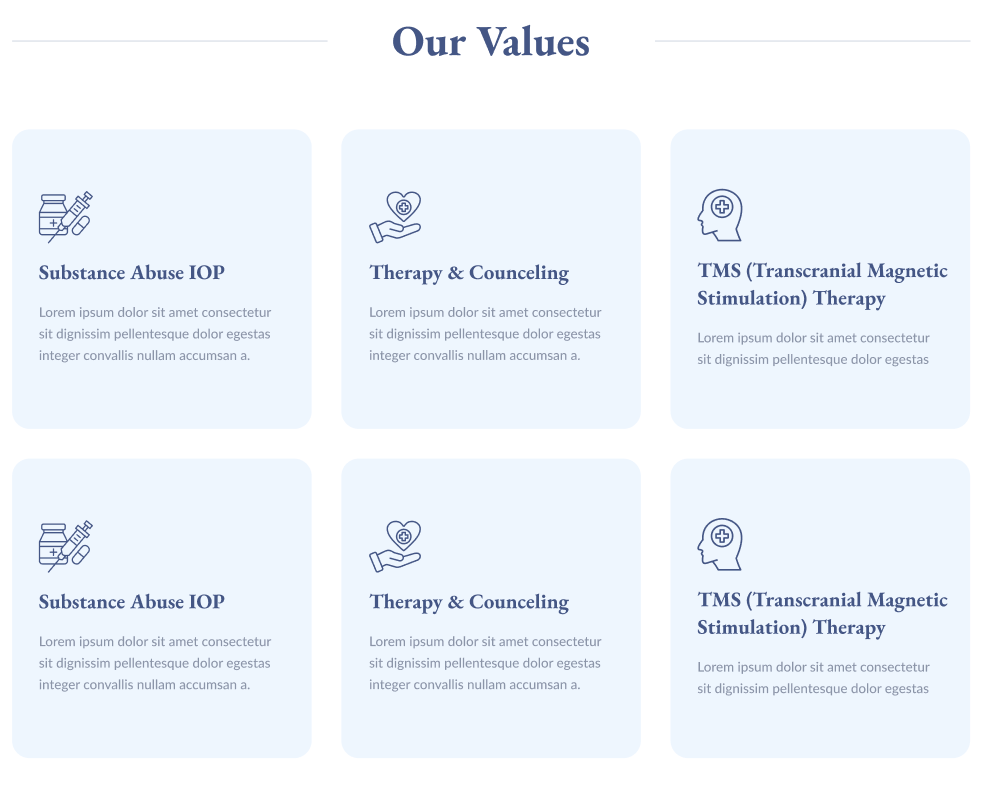 Our Values
Substance Abuse IOP
Lorem ipsum dolor sit amet consectetur
sit dignissim pellentesque dolor egestas
integer convallis nullam accumsan a.
Therapy & Counceling
Lorem ipsum dolor sit amet consectetur
sit dignissim pellentesque dolor egestas
integer convallis nullam accumsan a.
TMS (Transcranial Magnetic
Stimulation) Therapy
Lorem ipsum dolor sit amet consectetur
sit dignissim pellentesque dolor egestas
Substance Abuse IOP
Lorem ipsum dolor sit amet consectetur
sit dignissim pellentesque dolor egestas
integer convallis nullam accumsan a.
Therapy & Counceling
Lorem ipsum dolor sit amet consectetur
sit dignissim pellentesque dolor egestas
integer convallis nullam accumsan a.
TMS (Transcranial Magnetic
Stimulation) Therapy
Lorem ipsum dolor sit amet consectetur
sit dignissim pellentesque dolor egestas